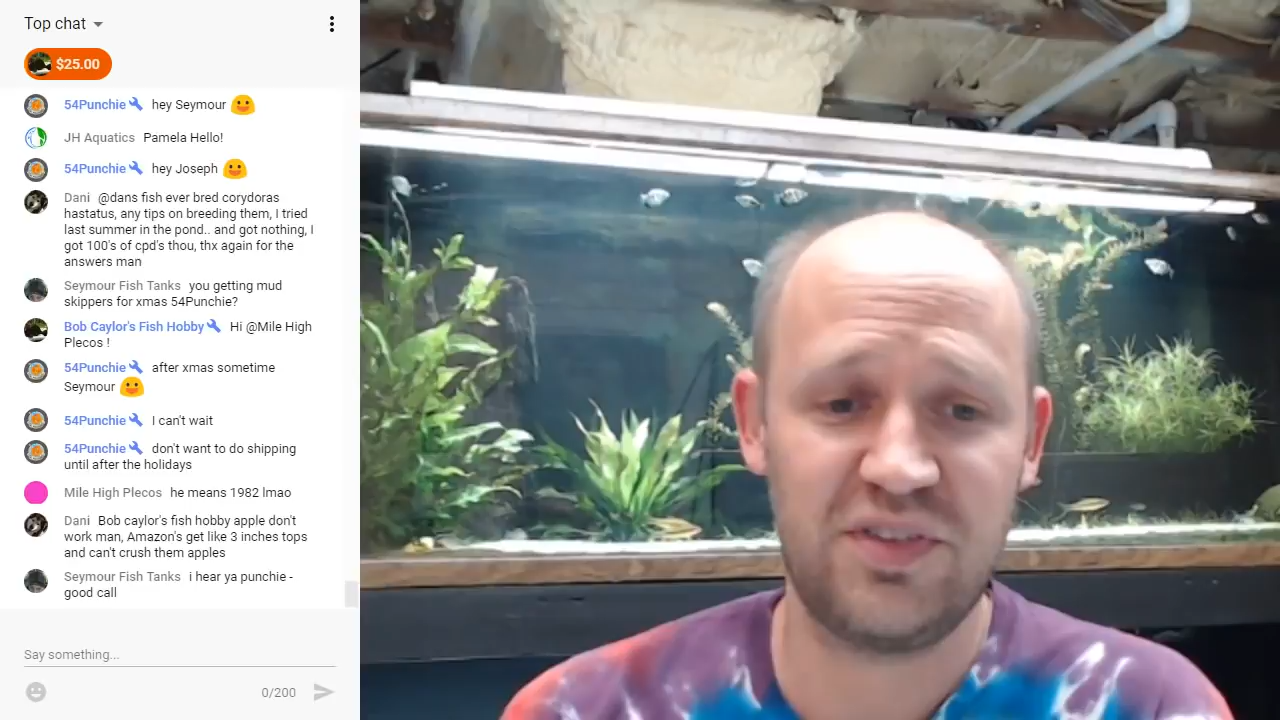 Top chat
$25.00
54Punchie hey Seymour
JH Aquatics Pamela Hello!
54Punchie hey Joseph
Dani @dans fish ever bred corydoras
hastatus, any tips on breeding them, I tried
last summer in the pond.. and got nothing, I
got 100's of cpd's thou, thx again for the
answers man
Seymour Fish Tanks you getting mud
skippers for xmas 54Punchie?
Bob Caylor's Fish Hobby Hi @Mile High
Plecos !
54Punchie after xmas sometime
Seymour
54Punchie I can't wait
54Punchie don't want to do shipping
until after the holidays
Mile High Plecos he means 1982 lmao
Dani Bob caylor's fish hobby apple don't
work man, Amazon's get like 3 inches tops
and can't crush them apples
Seymour Fish Tanks i hear ya punchie -
good call
Say something...
0/200